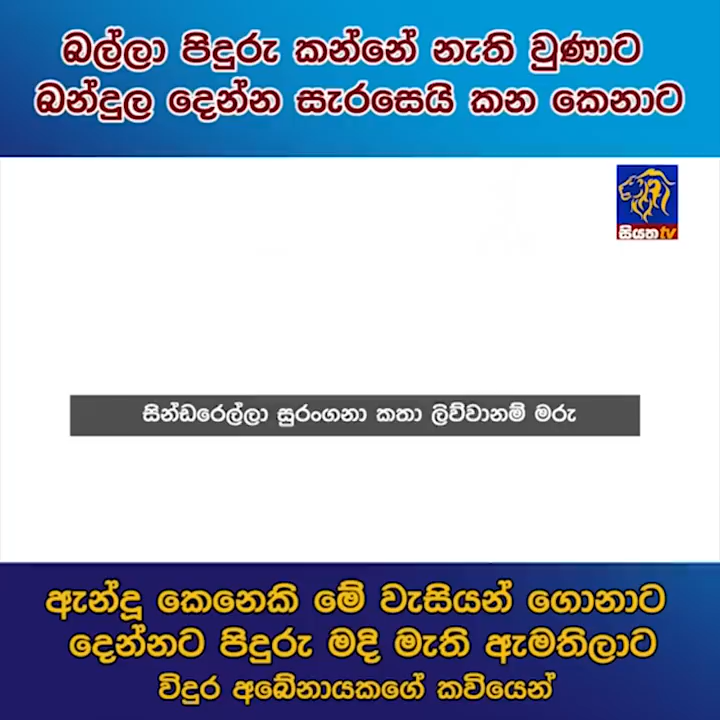 බල්ලා පිදුරු කන්නේ නැති වුණාට
බන්දුල දෙන්න සැරසෙයි කන කෙනාට
සියත tv
සින්ඩරෙල්ලා සුරංගනා කතා ලිව්වානම් මරු
ඇන්දූ කෙනෙකි මේ වැසියන් ගොනාට
දෙන්නට පිදුරු මදි මැති ඇමතිලාට
විදුර අබේනායකගේ කවියෙන්